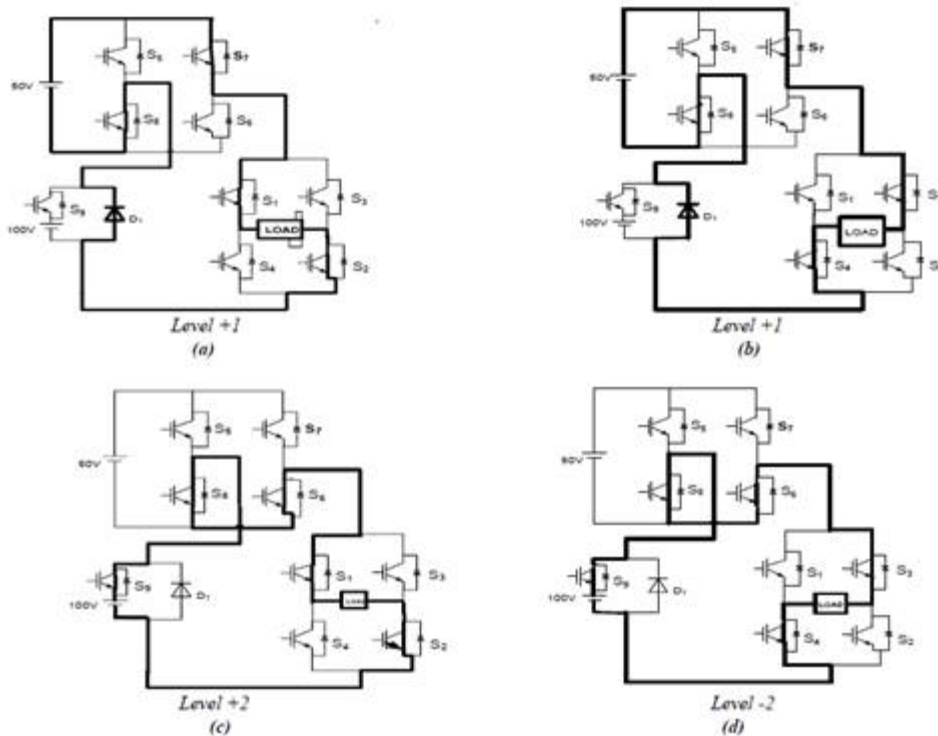 S₅
S₇
50V
S₈
S₆
S₉
100V
D₁
S₁
S₃
LOAD
S₄
S₂
Level +1
(a)
S₅
S₇
50V
S₈
S₆
S₉
100V
D₁
S₁
S
LOAD
S₄
S
Level +1
(b)
S₅
S₇
50V
S₈
S₆
S₉
100V
D₁
S₁
S₃
LOAD
S₄
S₂
Level +2
(c)
S₅
S₇
50V
S₈
S₆
S₉
100V
D₁
S₁
S₃
LOAD
S₄
S₂
Level -2
(d)